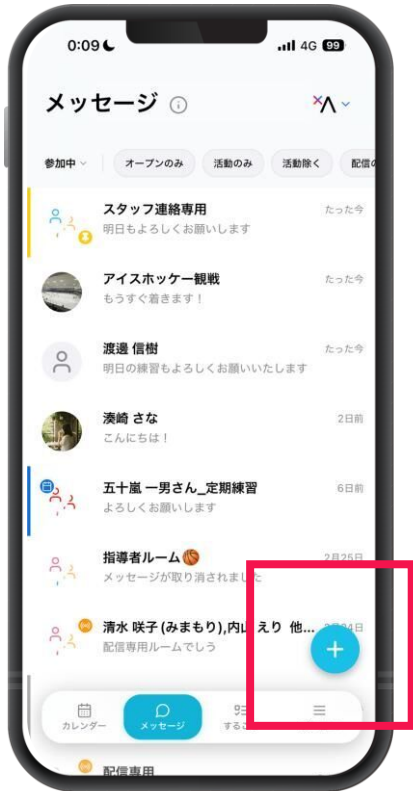 0:09 4G 99
メッセージ
参加中 オープンのみ 活動のみ 活動除く 配信の
スタッフ連絡専用 たった今
明日もよろしくお願いします
アイスホッケー観戦 たった今
もうすぐ着きます！
渡邊 信樹 たった今
明日の練習もよろしくお願いいたします
湊崎 さな 2日前
こんにちは！
五十嵐 一男さん_定期練習 6日前
よろしくお願いします
指導者ルーム🏀 2月25日
メッセージが取り消されました
清水 咲子 (みまもり),内山 えり 他... 2月24日
配信専用ルームでしう
カレンダー メッセージ するこ
配信専用